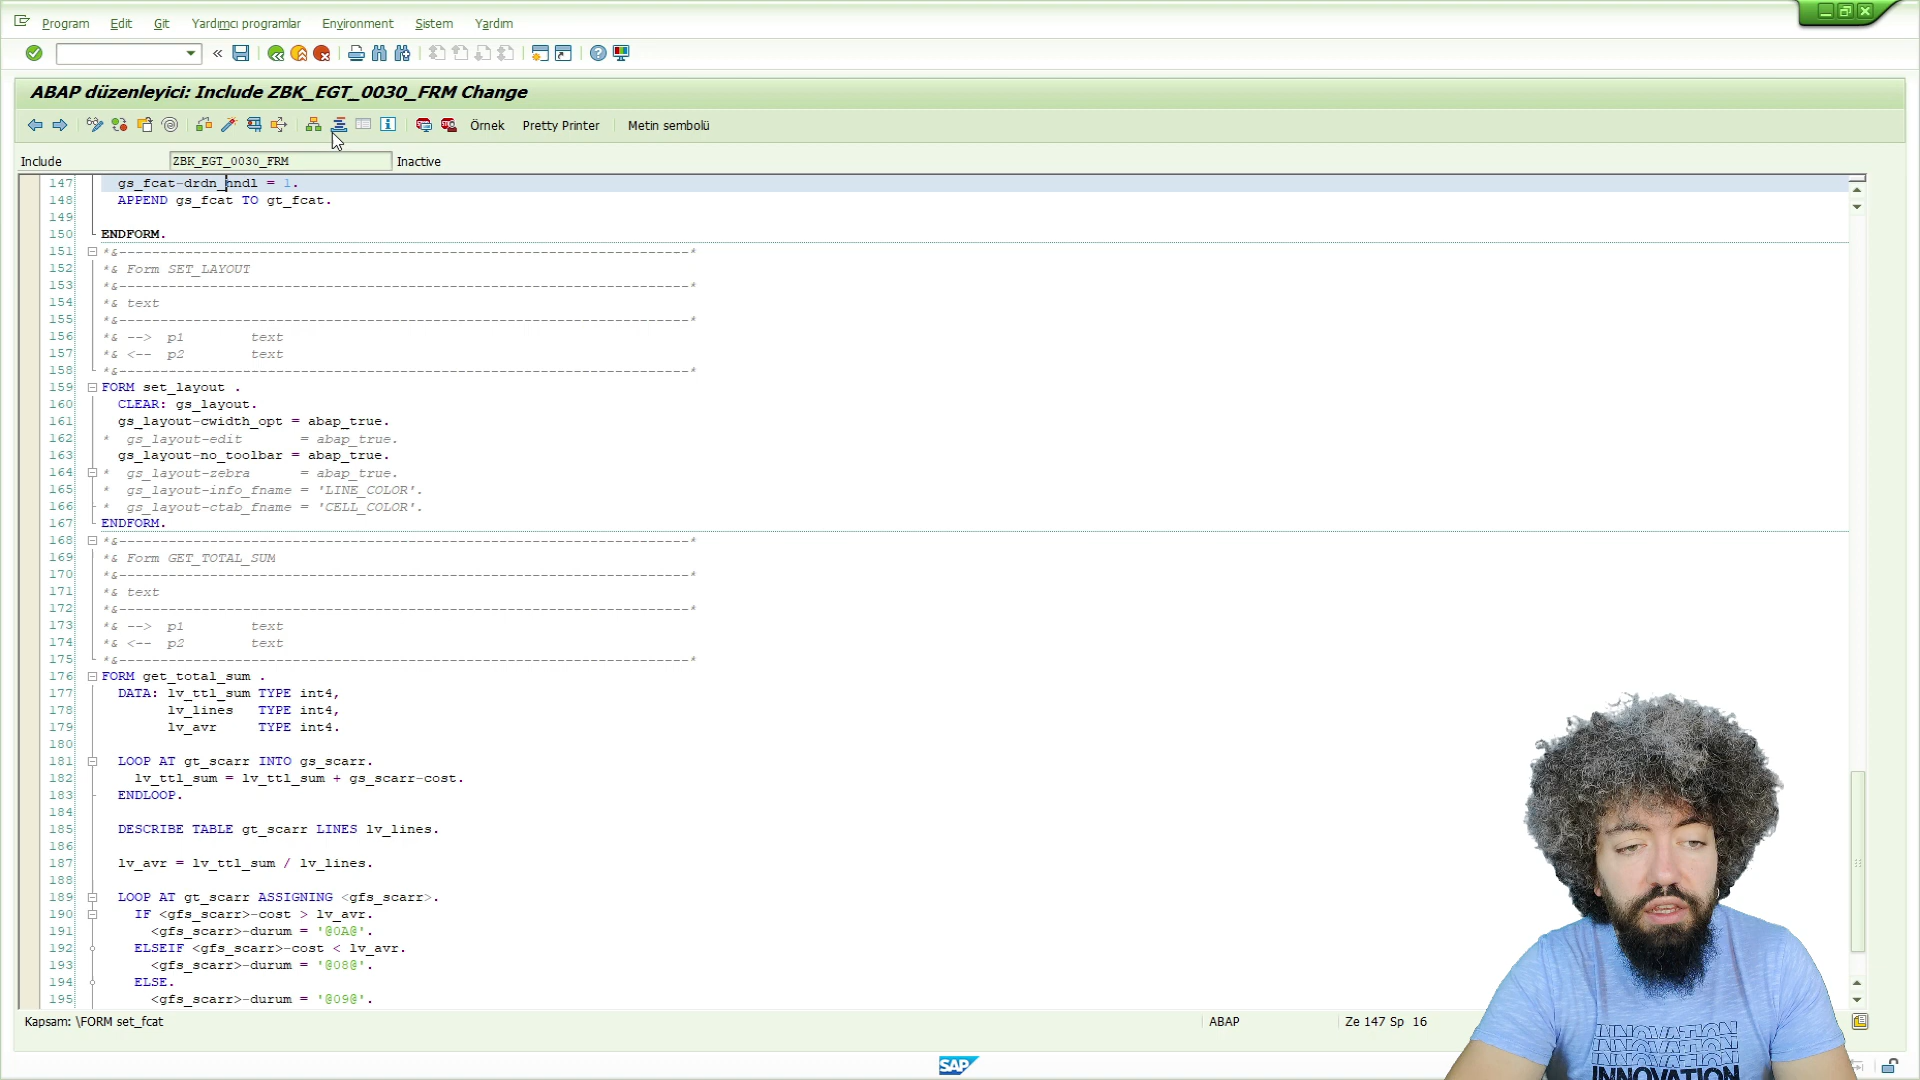 Program Edit Git Yardımcı programlar Environment Sistem Yardım
ABAP düzenleyici: Include ZBK_EGT_0030_FRM Change
Örnek Pretty Printer Metin sembolü
Include ZBK_EGT_0030_FRM Inactive
147 gs_fcat-drdn_hndl = 1.
148 APPEND gs_fcat TO gt_fcat.
149
150 ENDFORM.
151 *&---------------------------------------------------------------------*
152 *& Form SET_LAYOUT
153 *&---------------------------------------------------------------------*
154 *& text
155 *&---------------------------------------------------------------------*
156 *& --> p1 text
157 *& <-- p2 text
158 *&---------------------------------------------------------------------*
159 FORM set_layout .
160 CLEAR: gs_layout.
161 gs_layout-cwidth_opt = abap_true.
162 * gs_layout-edit = abap_true.
163 gs_layout-no_toolbar = abap_true.
164 * gs_layout-zebra = abap_true.
165 * gs_layout-info_fname = 'LINE_COLOR'.
166 * gs_layout-ctab_fname = 'CELL_COLOR'.
167 ENDFORM.
168 *&---------------------------------------------------------------------*
169 *& Form GET_TOTAL_SUM
170 *&---------------------------------------------------------------------*
171 *& text
172 *&---------------------------------------------------------------------*
173 *& --> p1 text
174 *& <-- p2 text
175 *&---------------------------------------------------------------------*
176 FORM get_total_sum .
177 DATA: lv_ttl_sum TYPE int4,
178 lv_lines TYPE int4,
179 lv_avr TYPE int4.
180
181 LOOP AT gt_scarr INTO gs_scarr.
182 lv_ttl_sum = lv_ttl_sum + gs_scarr-cost.
183 ENDLOOP.
184
185 DESCRIBE TABLE gt_scarr LINES lv_lines.
186
187 lv_avr = lv_ttl_sum / lv_lines.
188
189 LOOP AT gt_scarr ASSIGNING <gfs_scarr>.
190 IF <gfs_scarr>-cost > lv_avr.
191 <gfs_scarr>-durum = '@0A@'.
192 ELSEIF <gfs_scarr>-cost < lv_avr.
193 <gfs_scarr>-durum = '@08@'.
194 ELSE.
195 <gfs_scarr>-durum = '@09@'.
Kapsam: \FORM set_fcat ABAP Ze 147 Sp 16
SAP
INNOVATION
INNOVATION
INNOVATION
INNOVATION